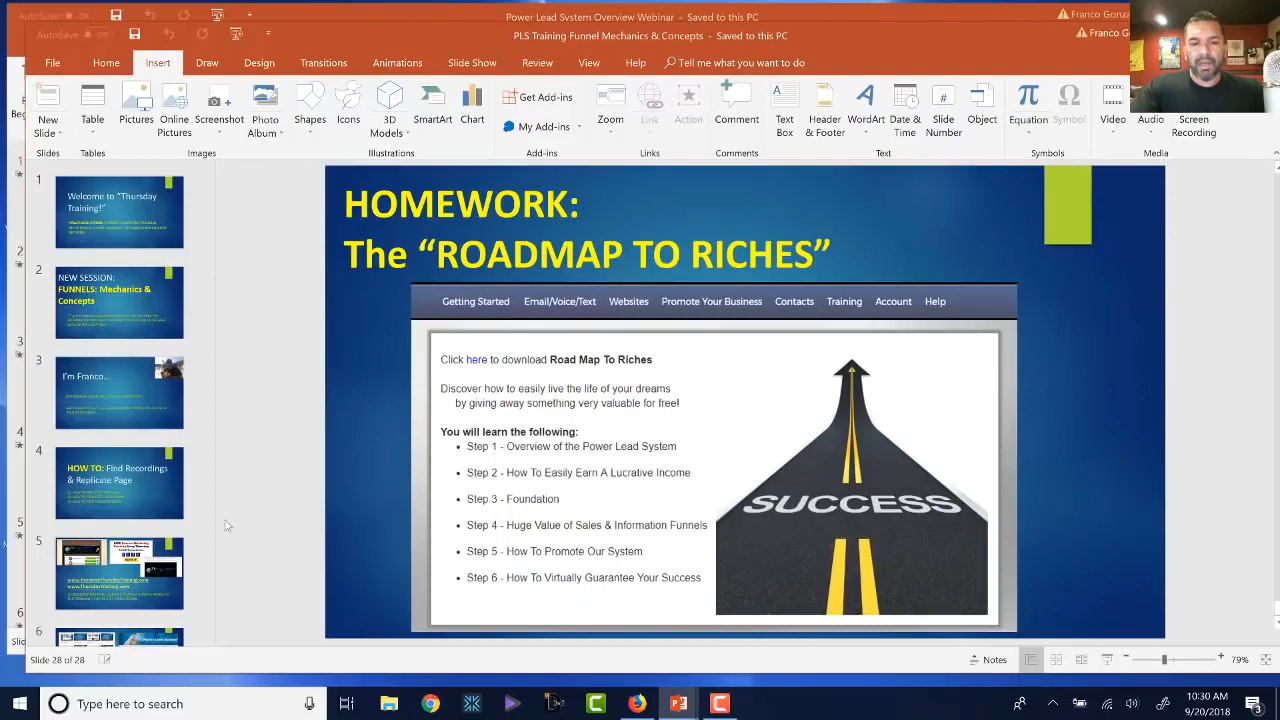 Power Lead System Overview Webinar – Saved to this PC
Franco Gonza
AutoSave Off
PLS Training Funnel Mechanics & Concepts – Saved to this PC
Franco Gon
File Home Insert Draw Design Transitions Animations Slide Show Review View Help Tell me what you want to do
New Slide
Table
Pictures
Online Pictures
Screenshot
Photo Album
Shapes
Icons
3D Models
SmartArt
Chart
Get Add-ins
My Add-ins
Zoom
Link
Action
Comment
Text Box
Header & Footer
WordArt
Date & Time
Slide Number
Object
Equation
Symbol
Video
Audio
Screen Recording
Slides Tables Images Illustrations Add-ins Links Comments Text Symbols Media
1
Welcome to "Thursday
Training!"
2
NEW SESSION:
FUNNELS: Mechanics &
Concepts
3
I'm Franco...
4
HOW TO: FInd Recordings
& Replicate Page
5
6
HOMEWORK:
The “ROADMAP TO RICHES”
Getting Started Email/Voice/Text Websites Promote Your Business Contacts Training Account Help
Click here to download Road Map To Riches
Discover how to easily live the life of your dreams
by giving away something very valuable for free!
You will learn the following:
• Step 1 - Overview of the Power Lead System
• Step 2 - How To Easily Earn A Lucrative Income
• Step 3 - Foundation
• Step 4 - Huge Value of Sales & Information Funnels
• Step 5 - How To Promote Our System
• Step 6 - How To Virtually Guarantee Your Success
SUCCESS
Slide 28 of 28
Notes
79%
Type here to search
10:30 AM
9/20/2018